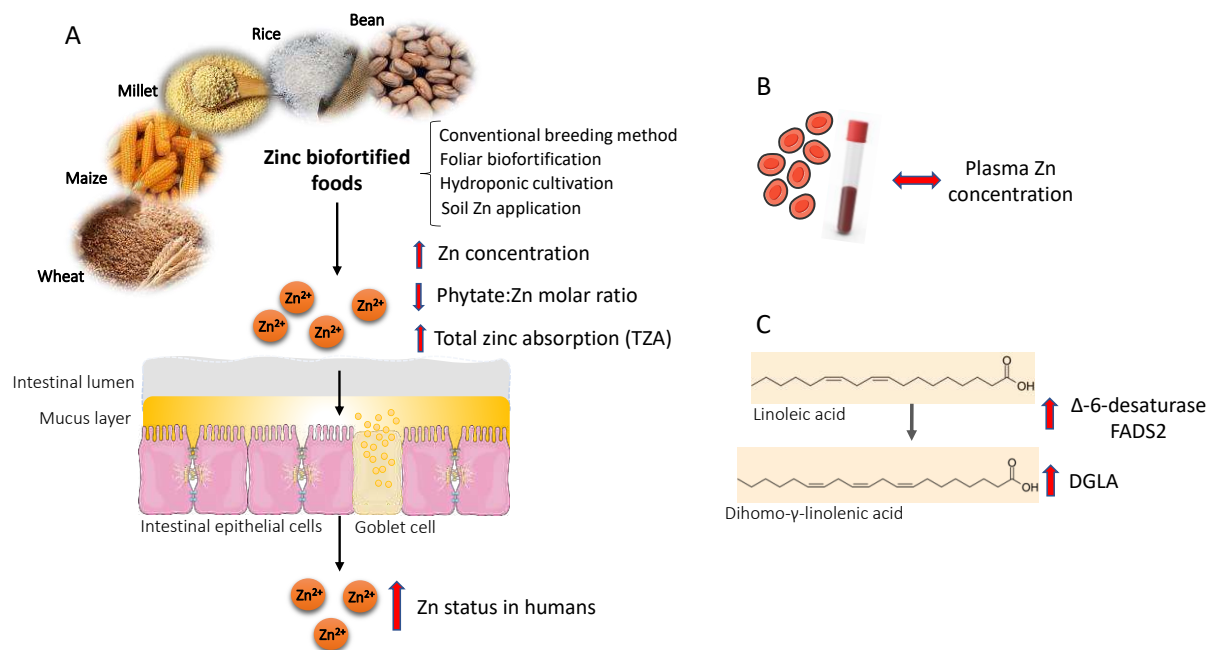 A
Rice
Bean
Millet
Maize
Wheat
Zinc biofortified
foods
Conventional breeding method
Foliar biofortification
Hydroponic cultivation
Soil Zn application
Zn concentration
Phytate:Zn molar ratio
Total zinc absorption (TZA)
Zn²⁺
Zn²⁺
Zn²⁺
Zn²⁺
Intestinal lumen
Mucus layer
Intestinal epithelial cells
Goblet cell
Zn²⁺
Zn²⁺
Zn²⁺
Zn status in humans
B
Plasma Zn
concentration
C
O
OH
Linoleic acid
Δ-6-desaturase
FADS2
O
OH
DGLA
Dihomo-γ-linolenic acid